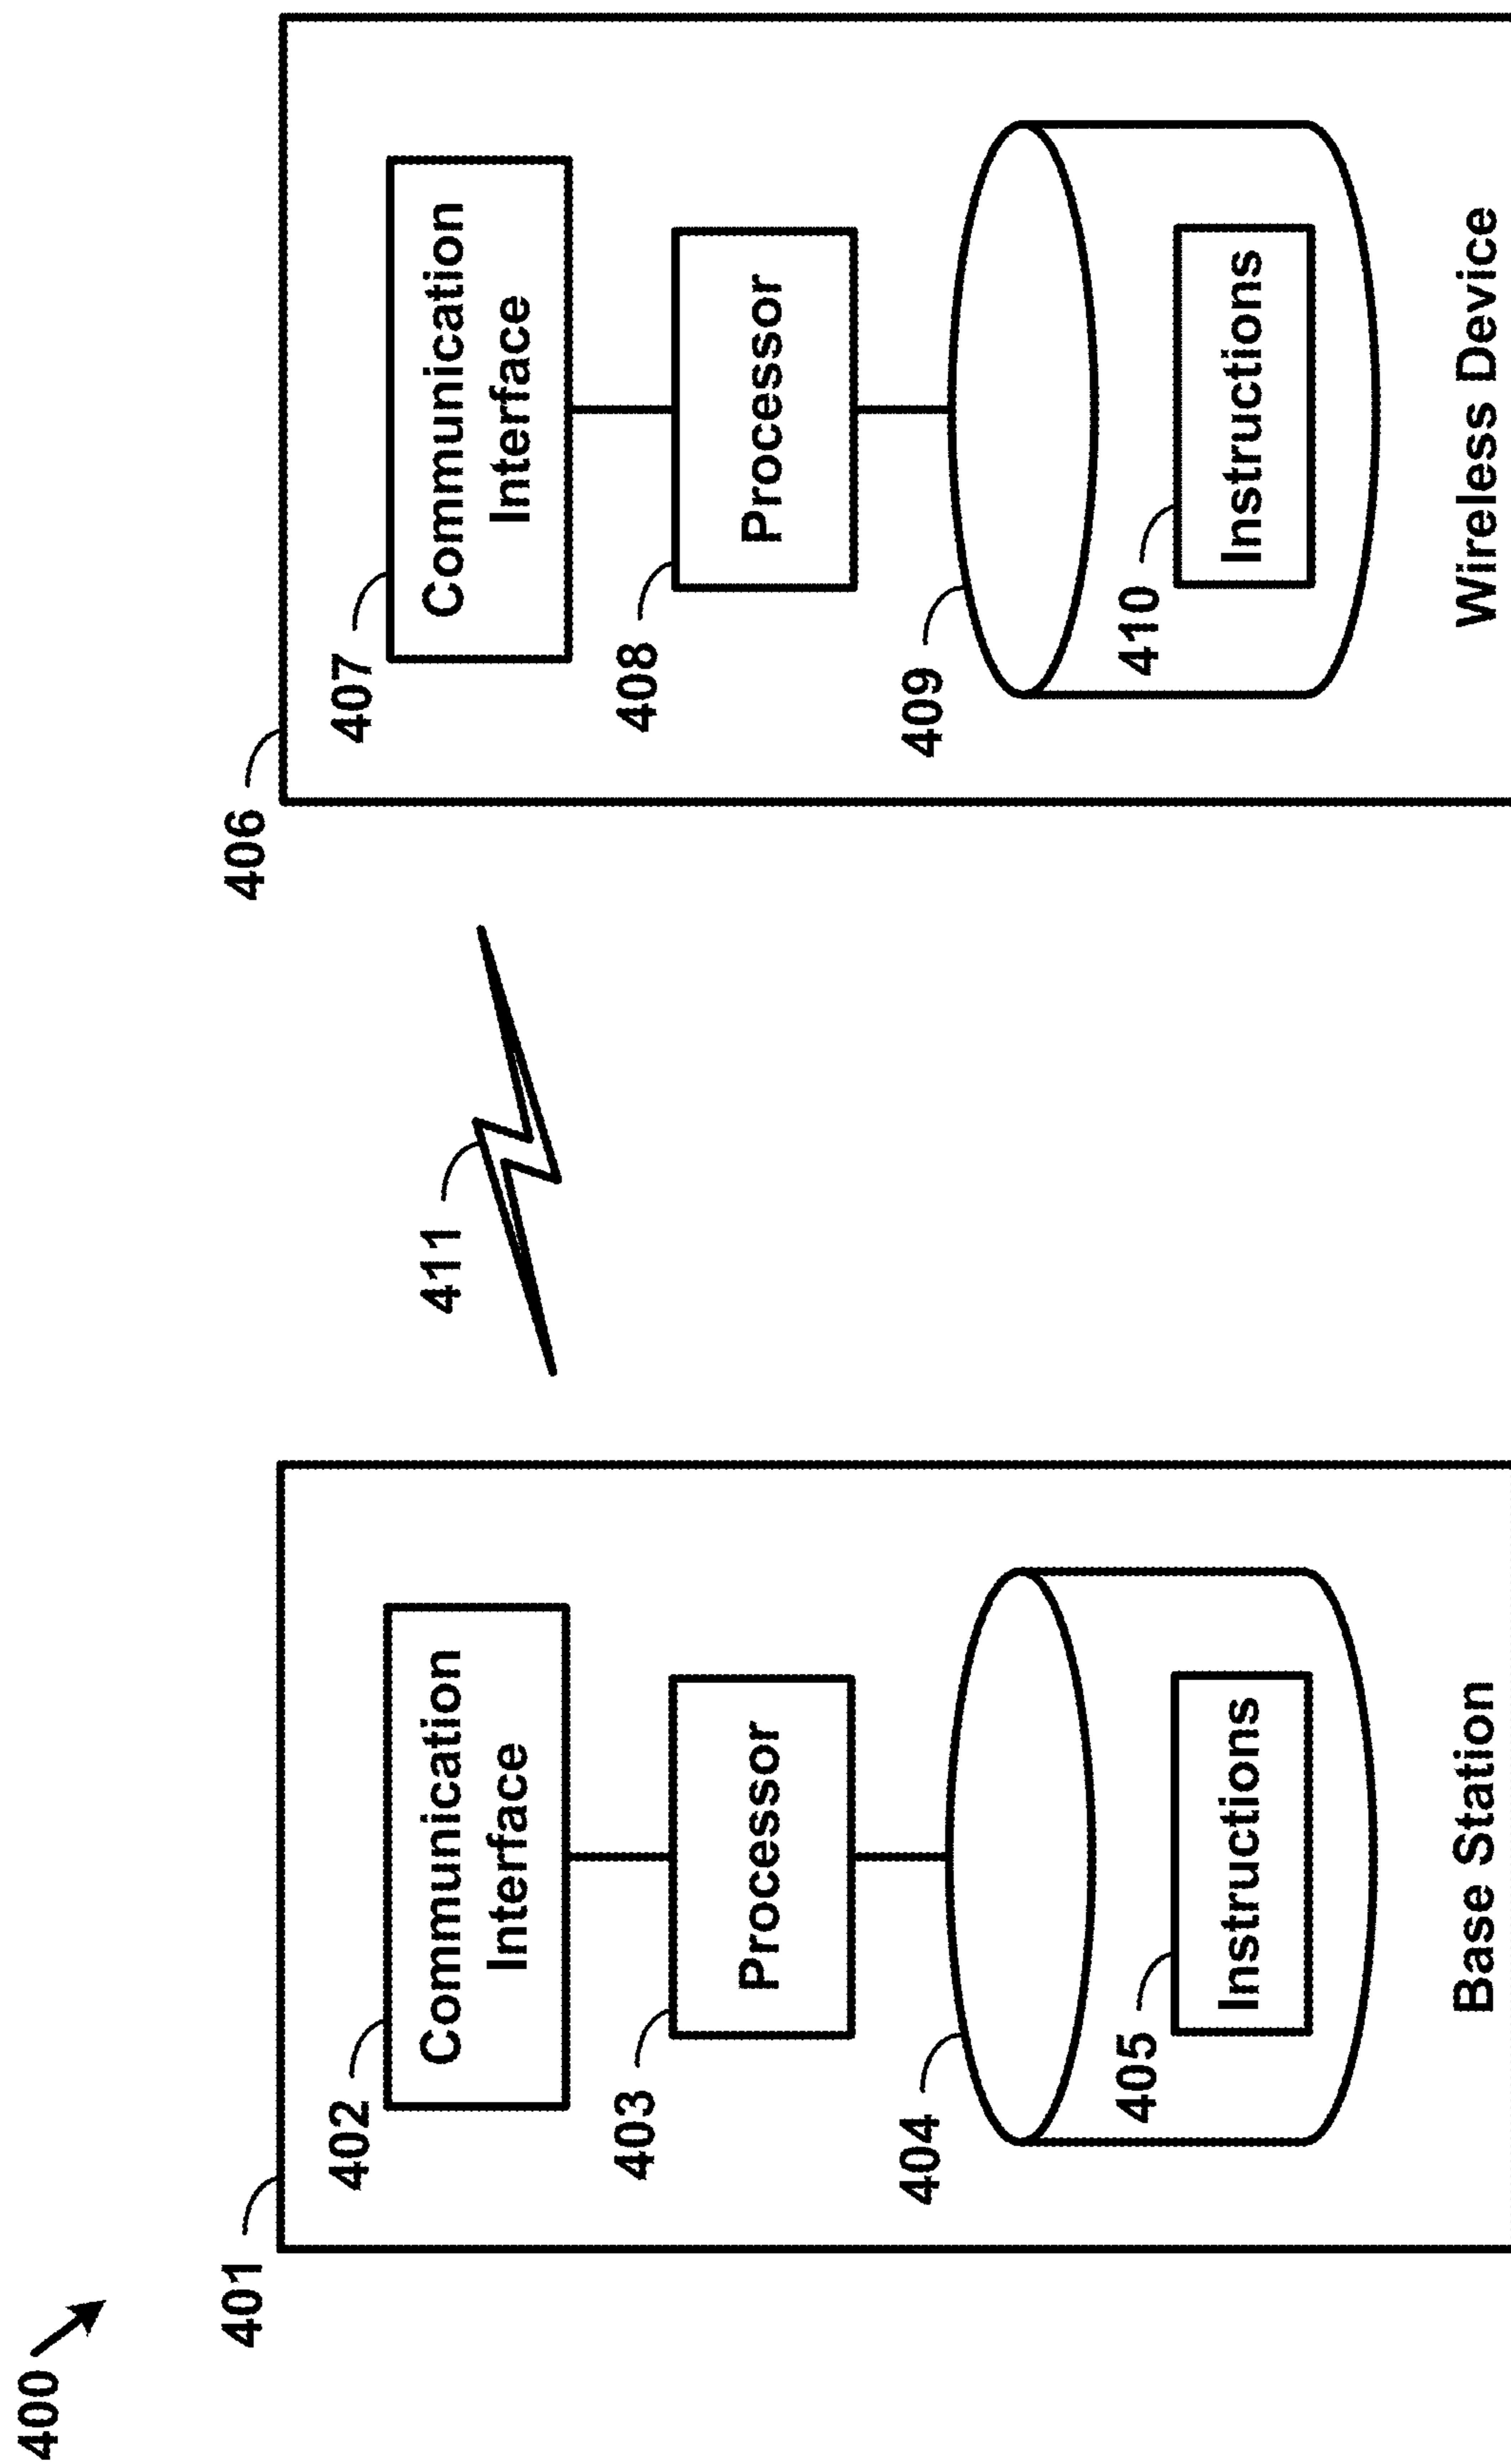 400
401
402
Communication
Interface
403
Processor
404
405
Instructions
Base Station
411
406
407
Communication
Interface
408
Processor
409
410
Instructions
Wireless Device